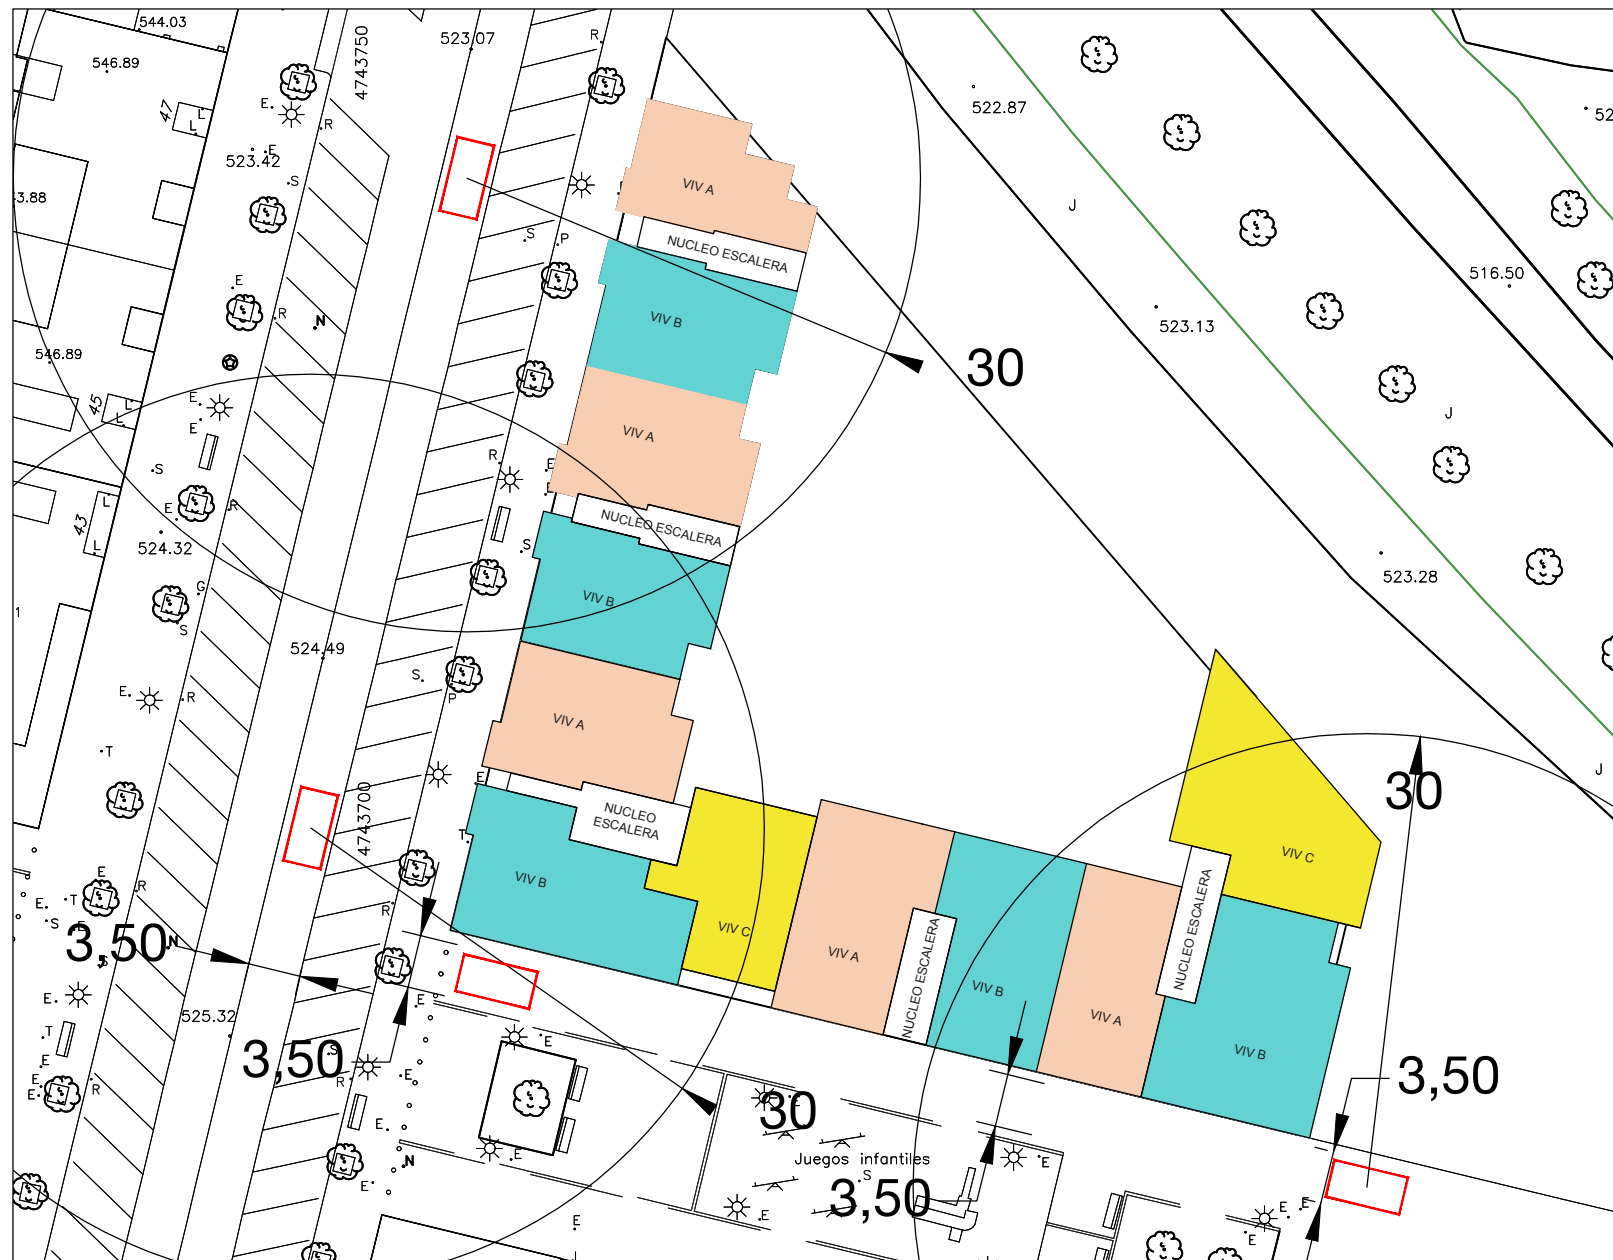 544.03
523.07
4743750
R
546.89
47
L
L
E
R
522.87
523.42
E
S
VIV A
J
S
P
NUCLEO ESCALERA
516.50
E
R
N
VIV B
523.13
546.89
30
45
L
L
E
E
J
VIV A
R
E
S
43
L
L
E
R
524.32
NUCLEO ESCALERA
S
523.28
G
VIV B
S
524.49
S
P
E
R
VIV A
T
E
J
30
4743700
NUCLEO
ESCALERA
T
VIV C
E
R
VIV B
NUCLEO ESCALERA
E
T
S
E
R
VIV C
3,50
N
VIV A
NUCLEO ESCALERA
VIV B
E
E
VIV A
525.32
T
E
3,50
S
E
VIV B
3,50
E
E
R
R
E
30
E
N
E
Juegos infantiles
S
E
E
3,50
E
E
E
E
E